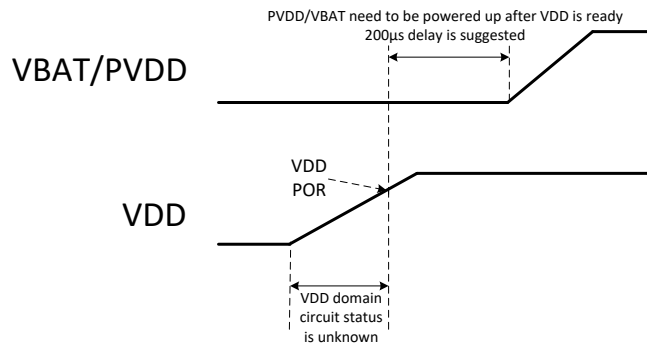 PVDD/VBAT need to be powered up after VDD is ready
200µs delay is suggested
VBAT/PVDD
VDD
POR
VDD
VDD domain
circuit status
is unknown